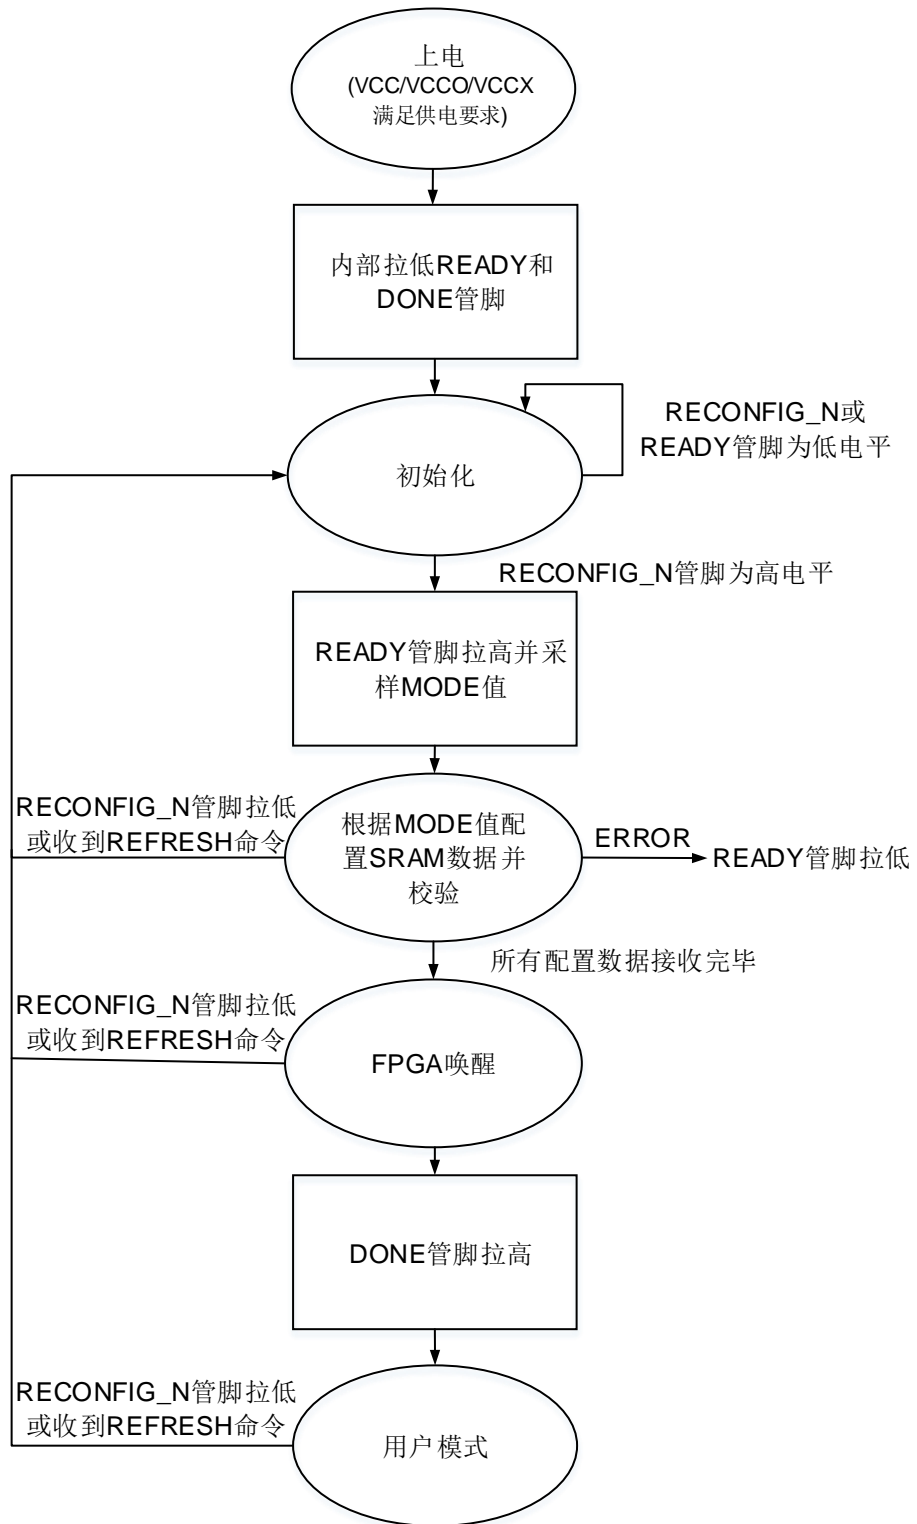 上电
(VCC/VCCO/VCCX
满足供电要求)
内部拉低READY和
DONE管脚
RECONFIG_N或
READY管脚为低电平
初始化
RECONFIG_N管脚为高电平
READY管脚拉高并采
样MODE值
RECONFIG_N管脚拉低
或收到REFRESH命令
根据MODE值配
置SRAM数据并
校验
ERROR
READY管脚拉低
所有配置数据接收完毕
RECONFIG_N管脚拉低
或收到REFRESH命令
FPGA唤醒
DONE管脚拉高
RECONFIG_N管脚拉低
或收到REFRESH命令
用户模式